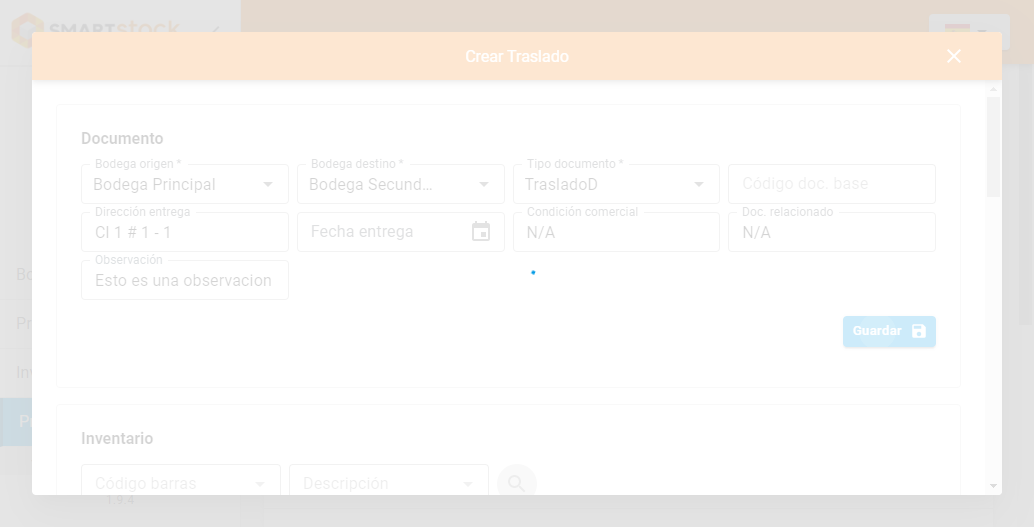 SMARTstock
Crear Traslado
Documento
Bodega origen *
Bodega destino *
Tipo documento *
Bodega Principal
Bodega Secund...
TrasladoD
Código doc. base
Dirección entrega
Condición comercial
Doc. relacionado
Cl 1 # 1 - 1
Fecha entrega
N/A
N/A
Observación
Esto es una observacion
Bo
Pr
Guardar
Inv
Pr
Inventario
Código barras
Descripción
1.9.4